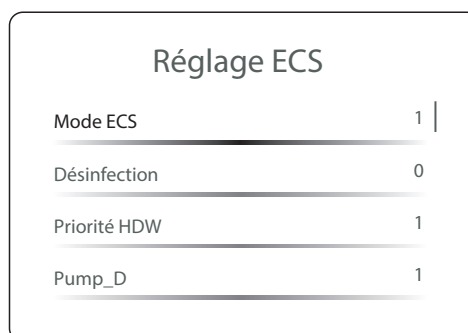 Réglage ECS
Mode ECS 1
Désinfection 0
Priorité HDW 1
Pump_D 1